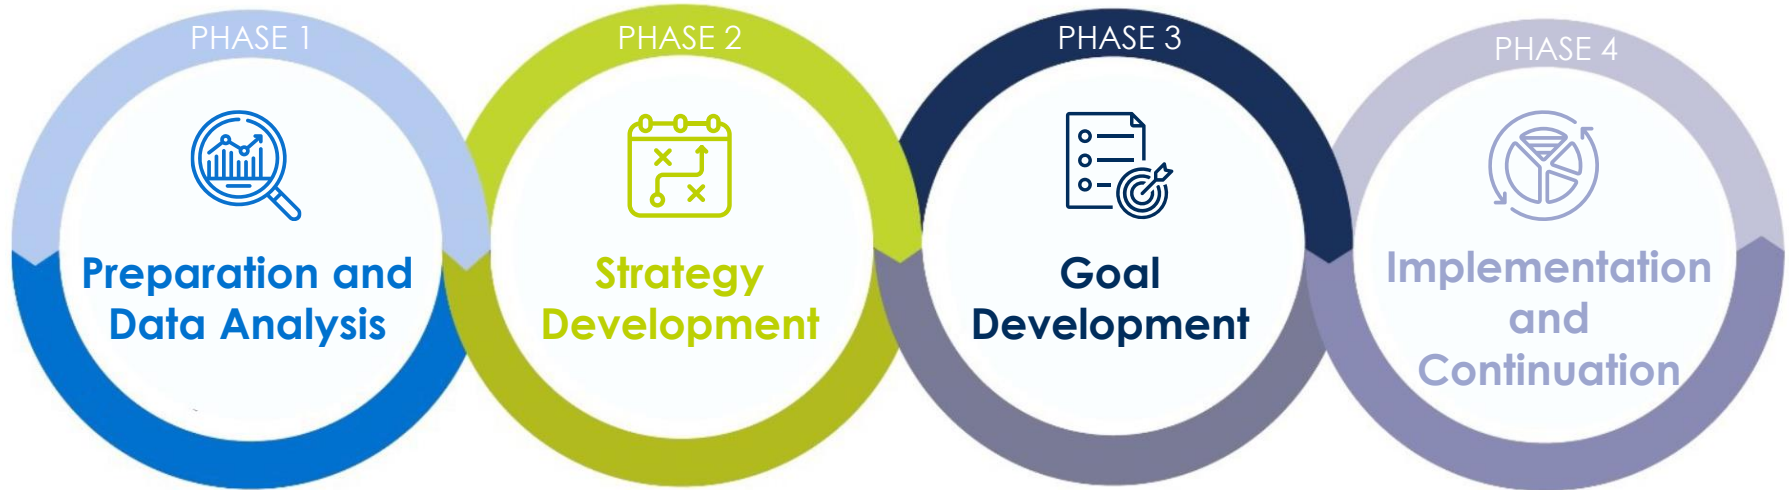 PHASE 1
Preparation and
Data Analysis
PHASE 2
Strategy
Development
PHASE 3
Goal
Development
PHASE 4
Implementation
and
Continuation